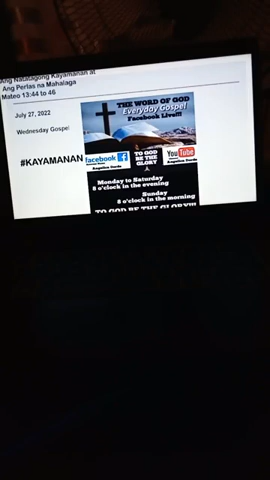 ang Natatagong Kayamanan at
Ang Perlas na Mahalaga
Mateo 13:44 to 46
July 27, 2022
Wednesday Gospel
#KAYAMANAN
THE WORD OF GOD
Everyday Gospel
Facebook Live!!!
facebook
TO GOD
BE THE
GLORY
YouTube
Monday to Saturday
8 o'clock in the evening
Sunday
8 o'clock in the morning
TO GOD BE THE GLORY!!!